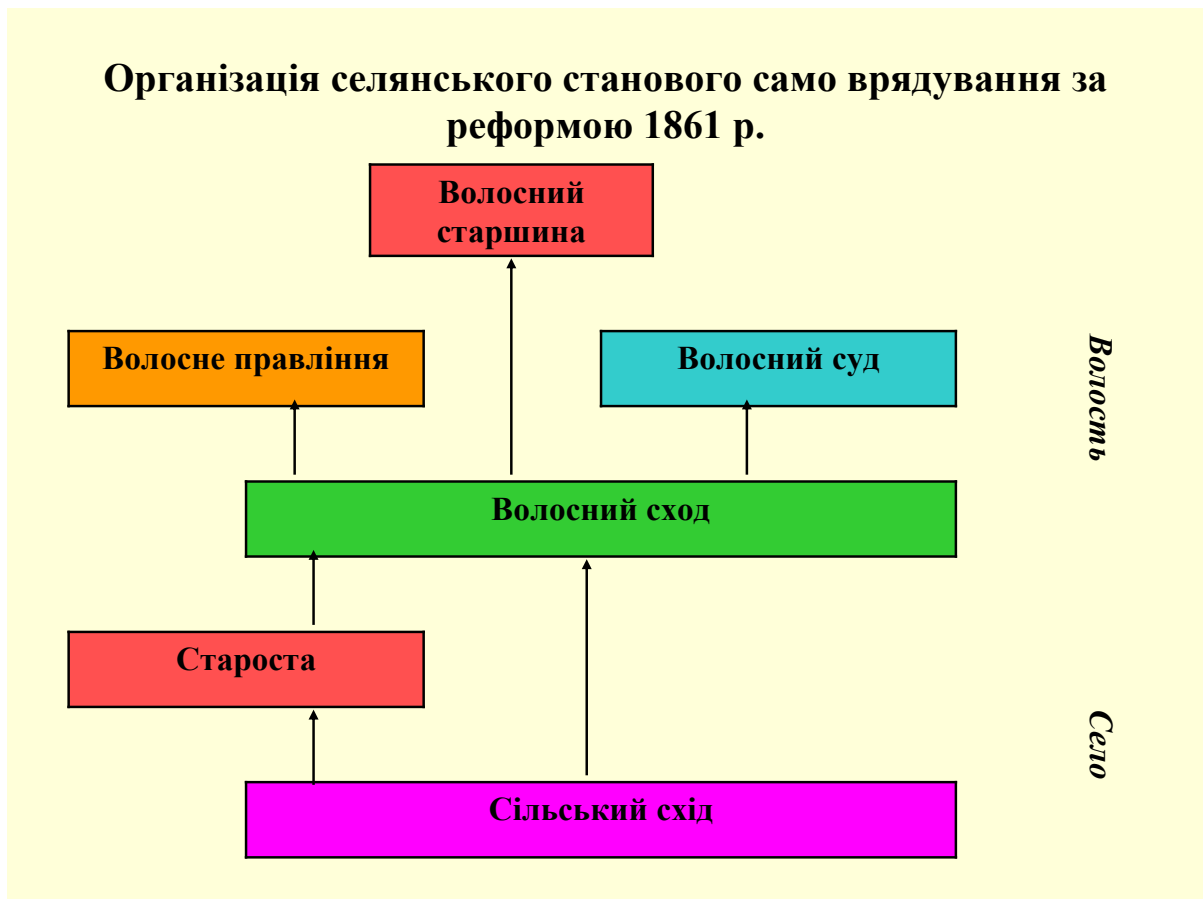 Організація селянського станового само врядування за
реформою 1861 р.
Волосний
старшина
Волосне правління
Волосний суд
Волость
Волосний сход
Староста
Село
Сільський схід